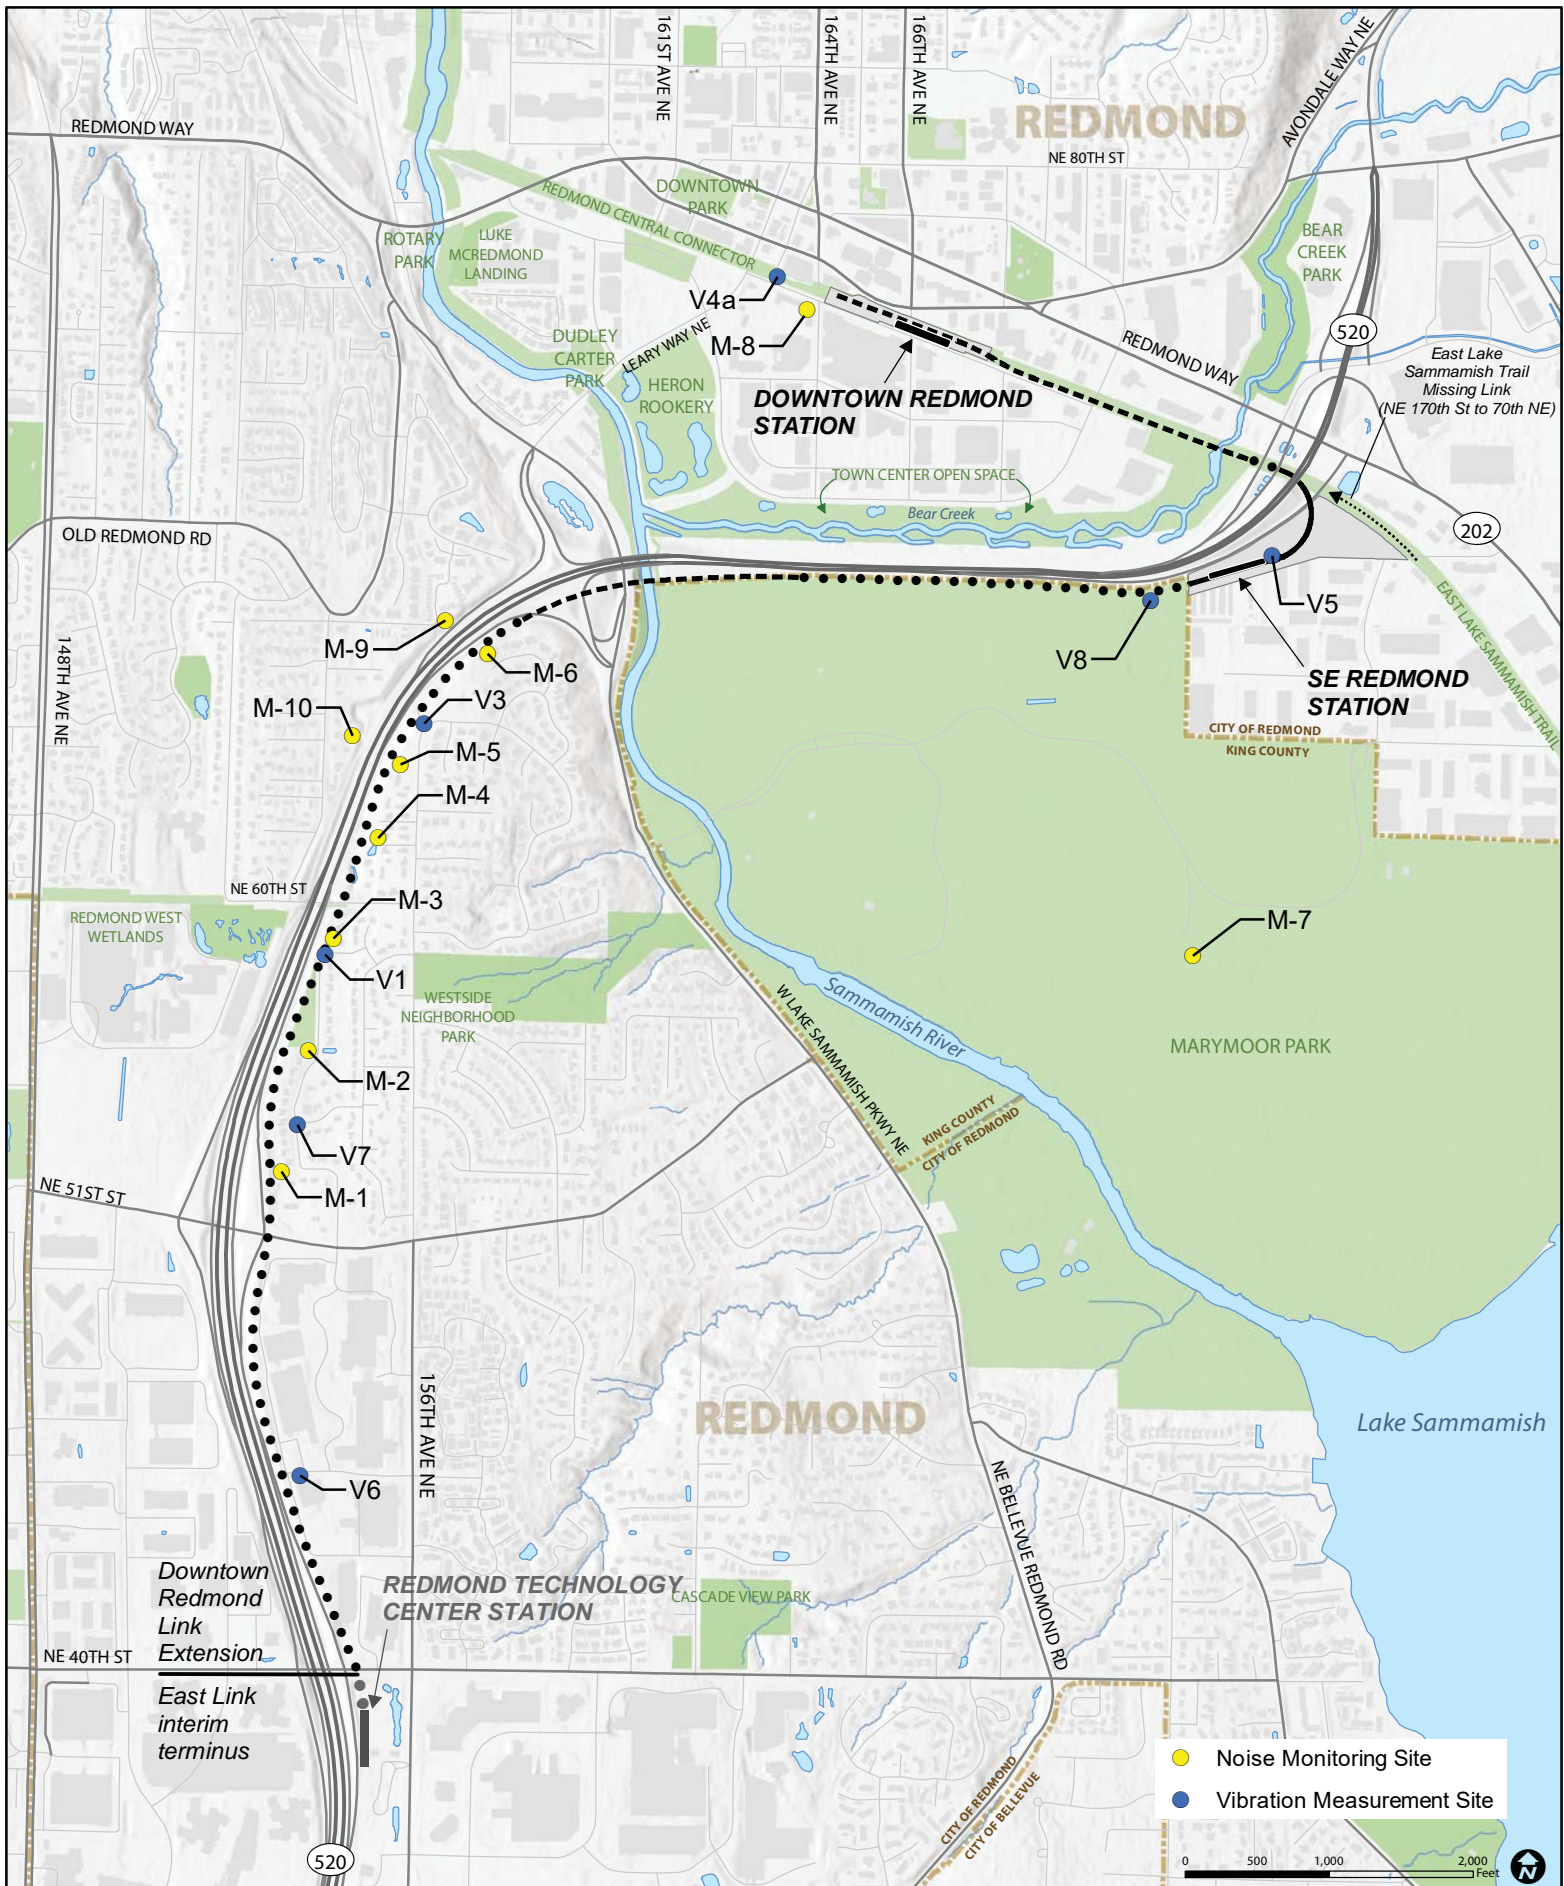 161ST AVE NE
164TH AVE NE
166TH AVE NE
AVONDALE WAY NE
REDMOND
REDMOND WAY
NE 80TH ST
DOWNTOWN
PARK
REDMOND CENTRAL CONNECTOR
ROTARY
PARK
LUKE
MCREDMOND
LANDING
BEAR
CREEK
PARK
V4a
M-8
520
DUDLEY
CARTER
PARK
LEARY WAY NE
HERON
ROOKERY
REDMOND WAY
East Lake
Sammamish Trail
Missing Link
(NE 170th St to 70th NE)
DOWNTOWN REDMOND
STATION
TOWN CENTER OPEN SPACE
Bear Creek
202
OLD REDMOND RD
V5
EAST LAKE SAMMAMISH TRAIL
M-9
148TH AVE NE
M-6
V8
SE REDMOND
STATION
M-10
V3
CITY OF REDMOND
KING COUNTY
M-5
M-4
NE 60TH ST
M-3
REDMOND WEST
WETLANDS
M-7
V1
WESTSIDE
NEIGHBORHOOD
PARK
W LAKE SAMMAMISH PKWY NE
Sammamish River
MARYMOOR PARK
M-2
KING COUNTY
CITY OF REDMOND
V7
NE 51ST ST
M-1
156TH AVE NE
REDMOND
Lake Sammamish
V6
NE BELLEVUE REDMOND RD
Downtown
Redmond
Link
Extension
REDMOND TECHNOLOGY
CENTER STATION
CASCADE VIEW PARK
NE 40TH ST
East Link
interim
terminus
CITY OF REDMOND
CITY OF BELLEVUE
Noise Monitoring Site
Vibration Measurement Site
520
0 500 1,000 2,000
Feet
N